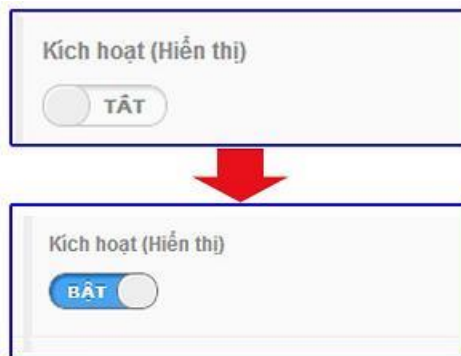 Kích hoạt (Hiển thị)
TẮT
Kích hoạt (Hiển thị)
BẬT